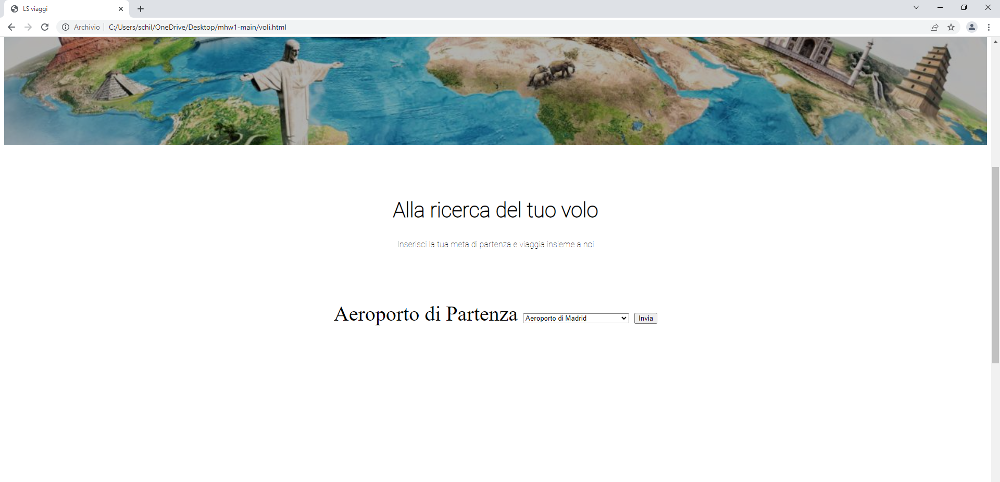 LS viaggi
Archivio C:/Users/schil/OneDrive/Desktop/mhw1-main/voli.html
Alla ricerca del tuo volo
Inserisci la tua meta di partenza e viaggia insieme a noi
Aeroporto di Partenza Aeroporto di Madrid Invia